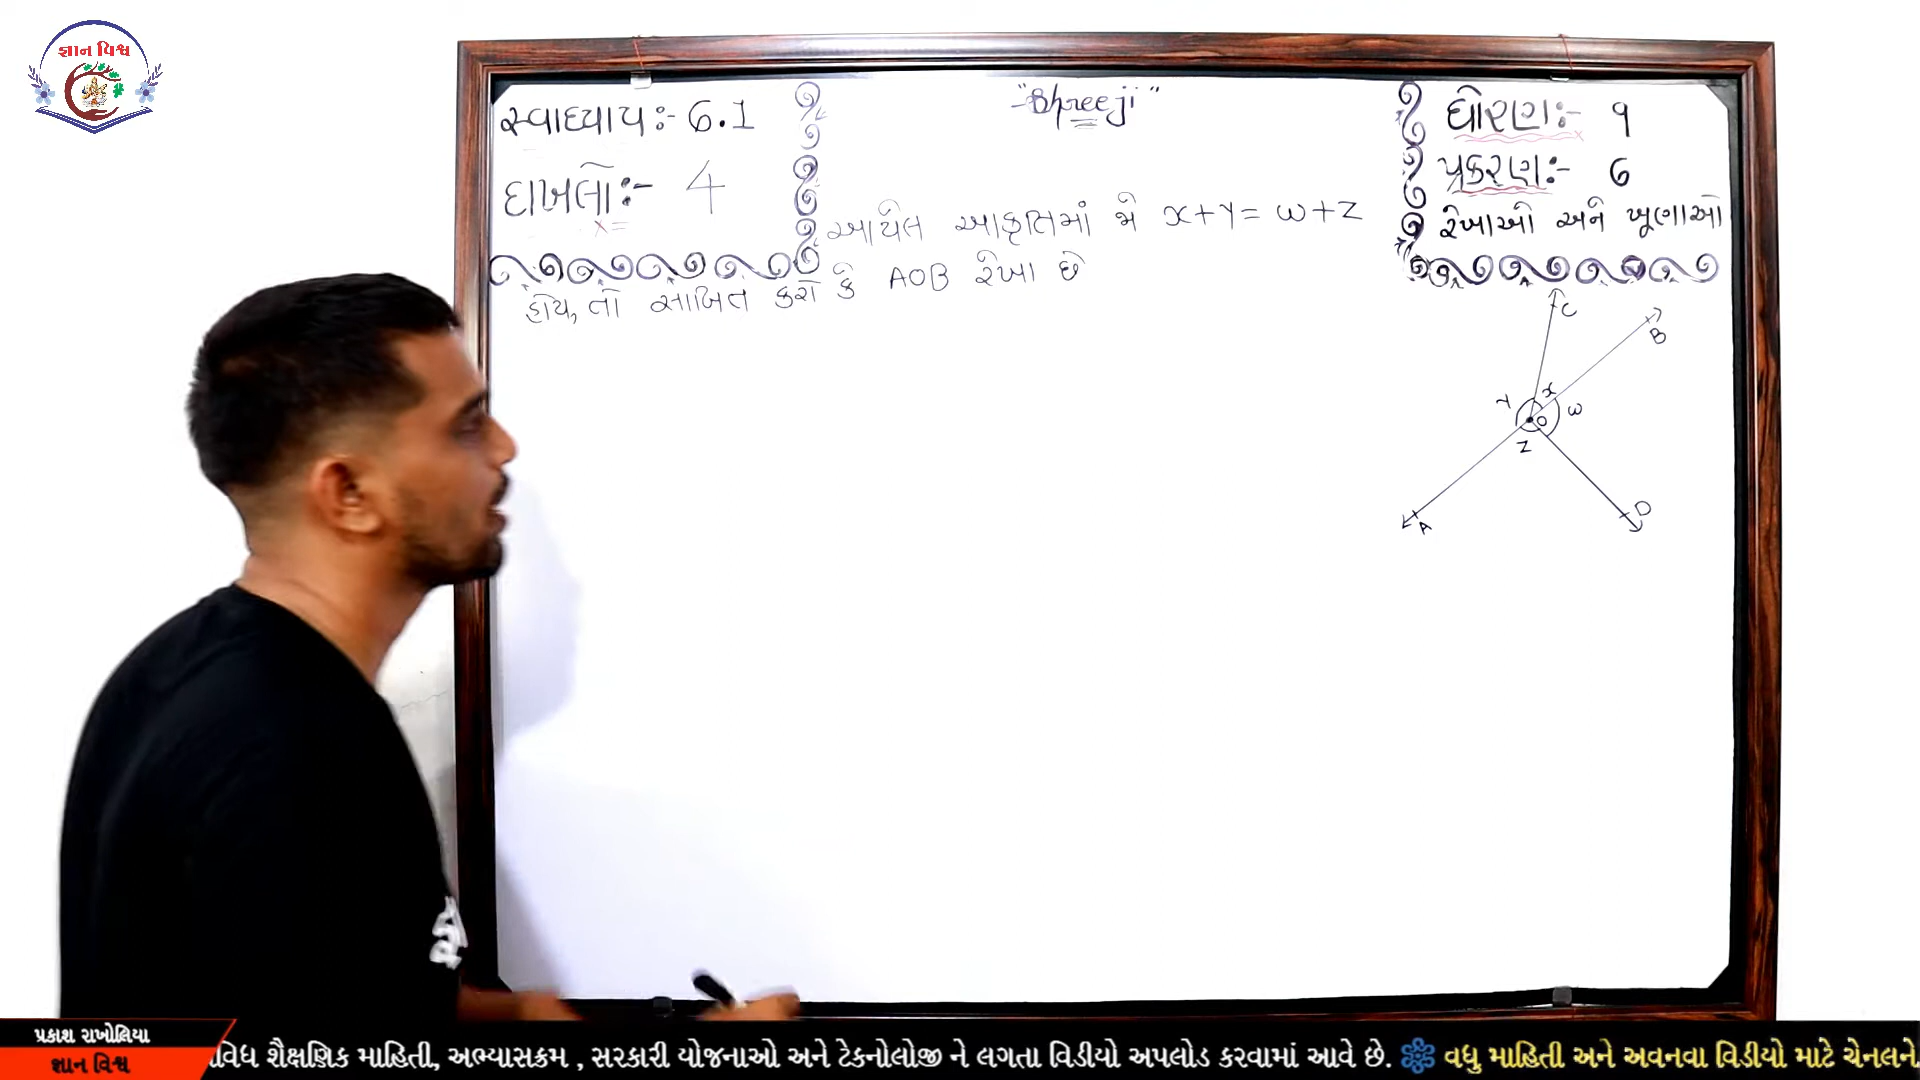 જ્ઞાન વિશ્વ
સ્વાધ્યાય:- 6.1
દાખલો:- 4
"Shreeji"
ધોરણ:- ૧
પ્રકરણ:- 6
રેખાઓ અને ખૂણાઓ
આપેલ આકૃતિમાં જો x+y= w+z
હોય, તો સાબિત કરો કે AOB રેખા છે
C
B
y
x
w
O
z
A
D
પ્રકાશ રાખોલિયા
જ્ઞાન વિશ્વ
વિધ શૈક્ષણિક માહિતી, અભ્યાસક્રમ , સરકારી યોજનાઓ અને ટેકનોલોજી ને લગતા વિડીયો અપલોડ કરવામાં આવે છે. વધુ માહિતી અને અવનવા વિડીયો માટે ચેનલને